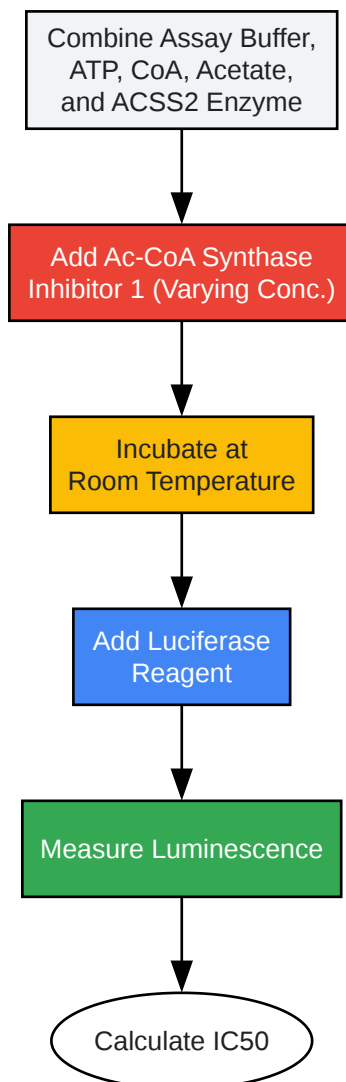 Combine Assay Buffer,
ATP, CoA, Acetate,
and ACSS2 Enzyme
Add Ac-CoA Synthase
Inhibitor 1 (Varying Conc.)
Incubate at
Room Temperature
Add Luciferase
Reagent
Measure Luminescence
Calculate IC50